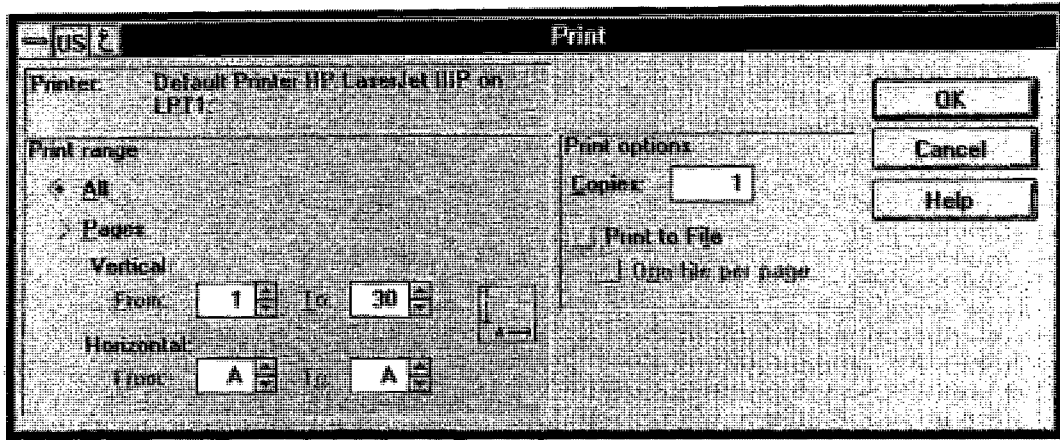 US
Print
Printer: Default Printer HP LaserJet IIIP on
LPT1:
OK
Cancel
Help
Print range
All
Pages
Vertical
From: 1 To: 30
Horizontal:
From: A To: A
A
Print options
Copies: 1
Print to File
One file per page